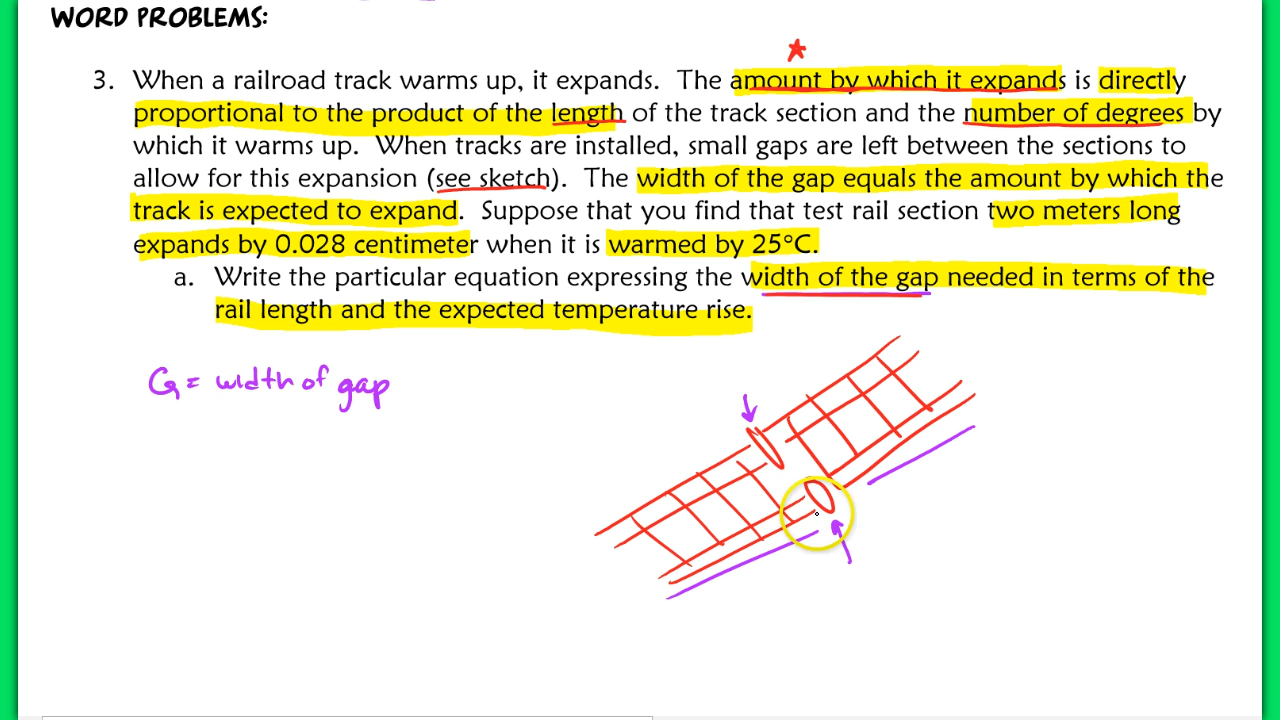 WORD PROBLEMS:
3. When a railroad track warms up, it expands. The amount by which it expands is directly
proportional to the product of the length of the track section and the number of degrees by
which it warms up. When tracks are installed, small gaps are left between the sections to
allow for this expansion (see sketch). The width of the gap equals the amount by which the
track is expected to expand. Suppose that you find that test rail section two meters long
expands by 0.028 centimeter when it is warmed by 25°C.
a. Write the particular equation expressing the width of the gap needed in terms of the
rail length and the expected temperature rise.
G = width of gap